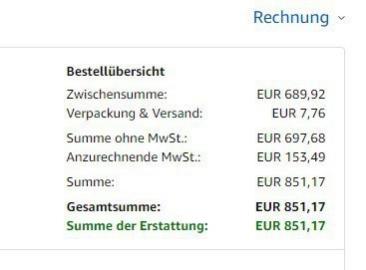 Rechnung
Bestellübersicht
Zwischensumme: EUR 689,92
Verpackung & Versand: EUR 7,76
Summe ohne MwSt.: EUR 697,68
Anzurechnende MwSt.: EUR 153,49
Summe: EUR 851,17
Gesamtsumme: EUR 851,17
Summe der Erstattung: EUR 851,17